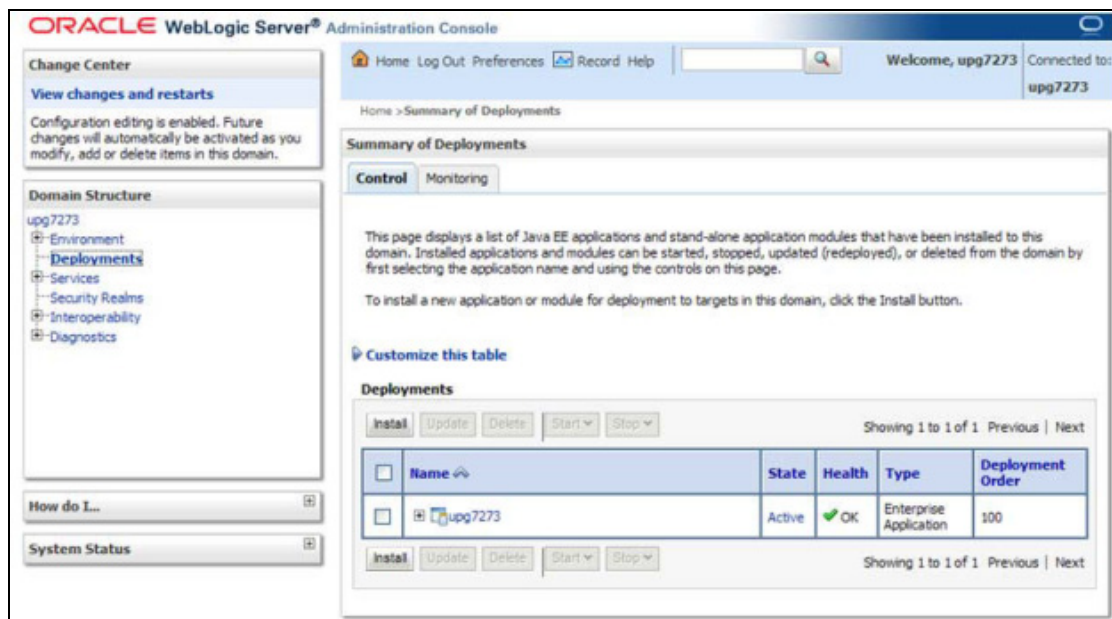 ORACLE WebLogic Server® Administration Console
Change Center
View changes and restarts
Configuration editing is enabled. Future
changes will automatically be activated as you
modify, add or delete items in this domain.
Domain Structure
upg7273
Environment
Deployments
Services
Security Realms
Interoperability
Diagnostics
How do I...
System Status
Home Log Out Preferences Record Help
Welcome, upg7273
Connected to:
upg7273
Home >Summary of Deployments
Summary of Deployments
Control Monitoring
This page displays a list of Java EE applications and stand-alone application modules that have been installed to this
domain. Installed applications and modules can be started, stopped, updated (redeployed), or deleted from the domain by
first selecting the application name and using the controls on this page.
To install a new application or module for deployment to targets in this domain, click the Install button.
Customize this table
Deployments
Install Update Delete Start Stop
Showing 1 to 1 of 1 Previous | Next
Name State Health Type Deployment
Order
upg7273 Active OK Enterprise
Application 100
Install Update Delete Start Stop
Showing 1 to 1 of 1 Previous | Next